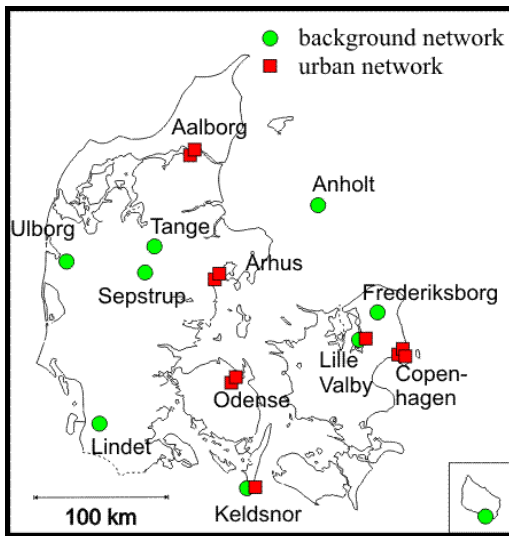 background network
urban network
Aalborg
Anholt
Ulborg
Tange
Århus
Sepstrup
Frederiksborg
Lille
Valby
Copen-
hagen
Odense
Lindet
100 km
Keldsnor